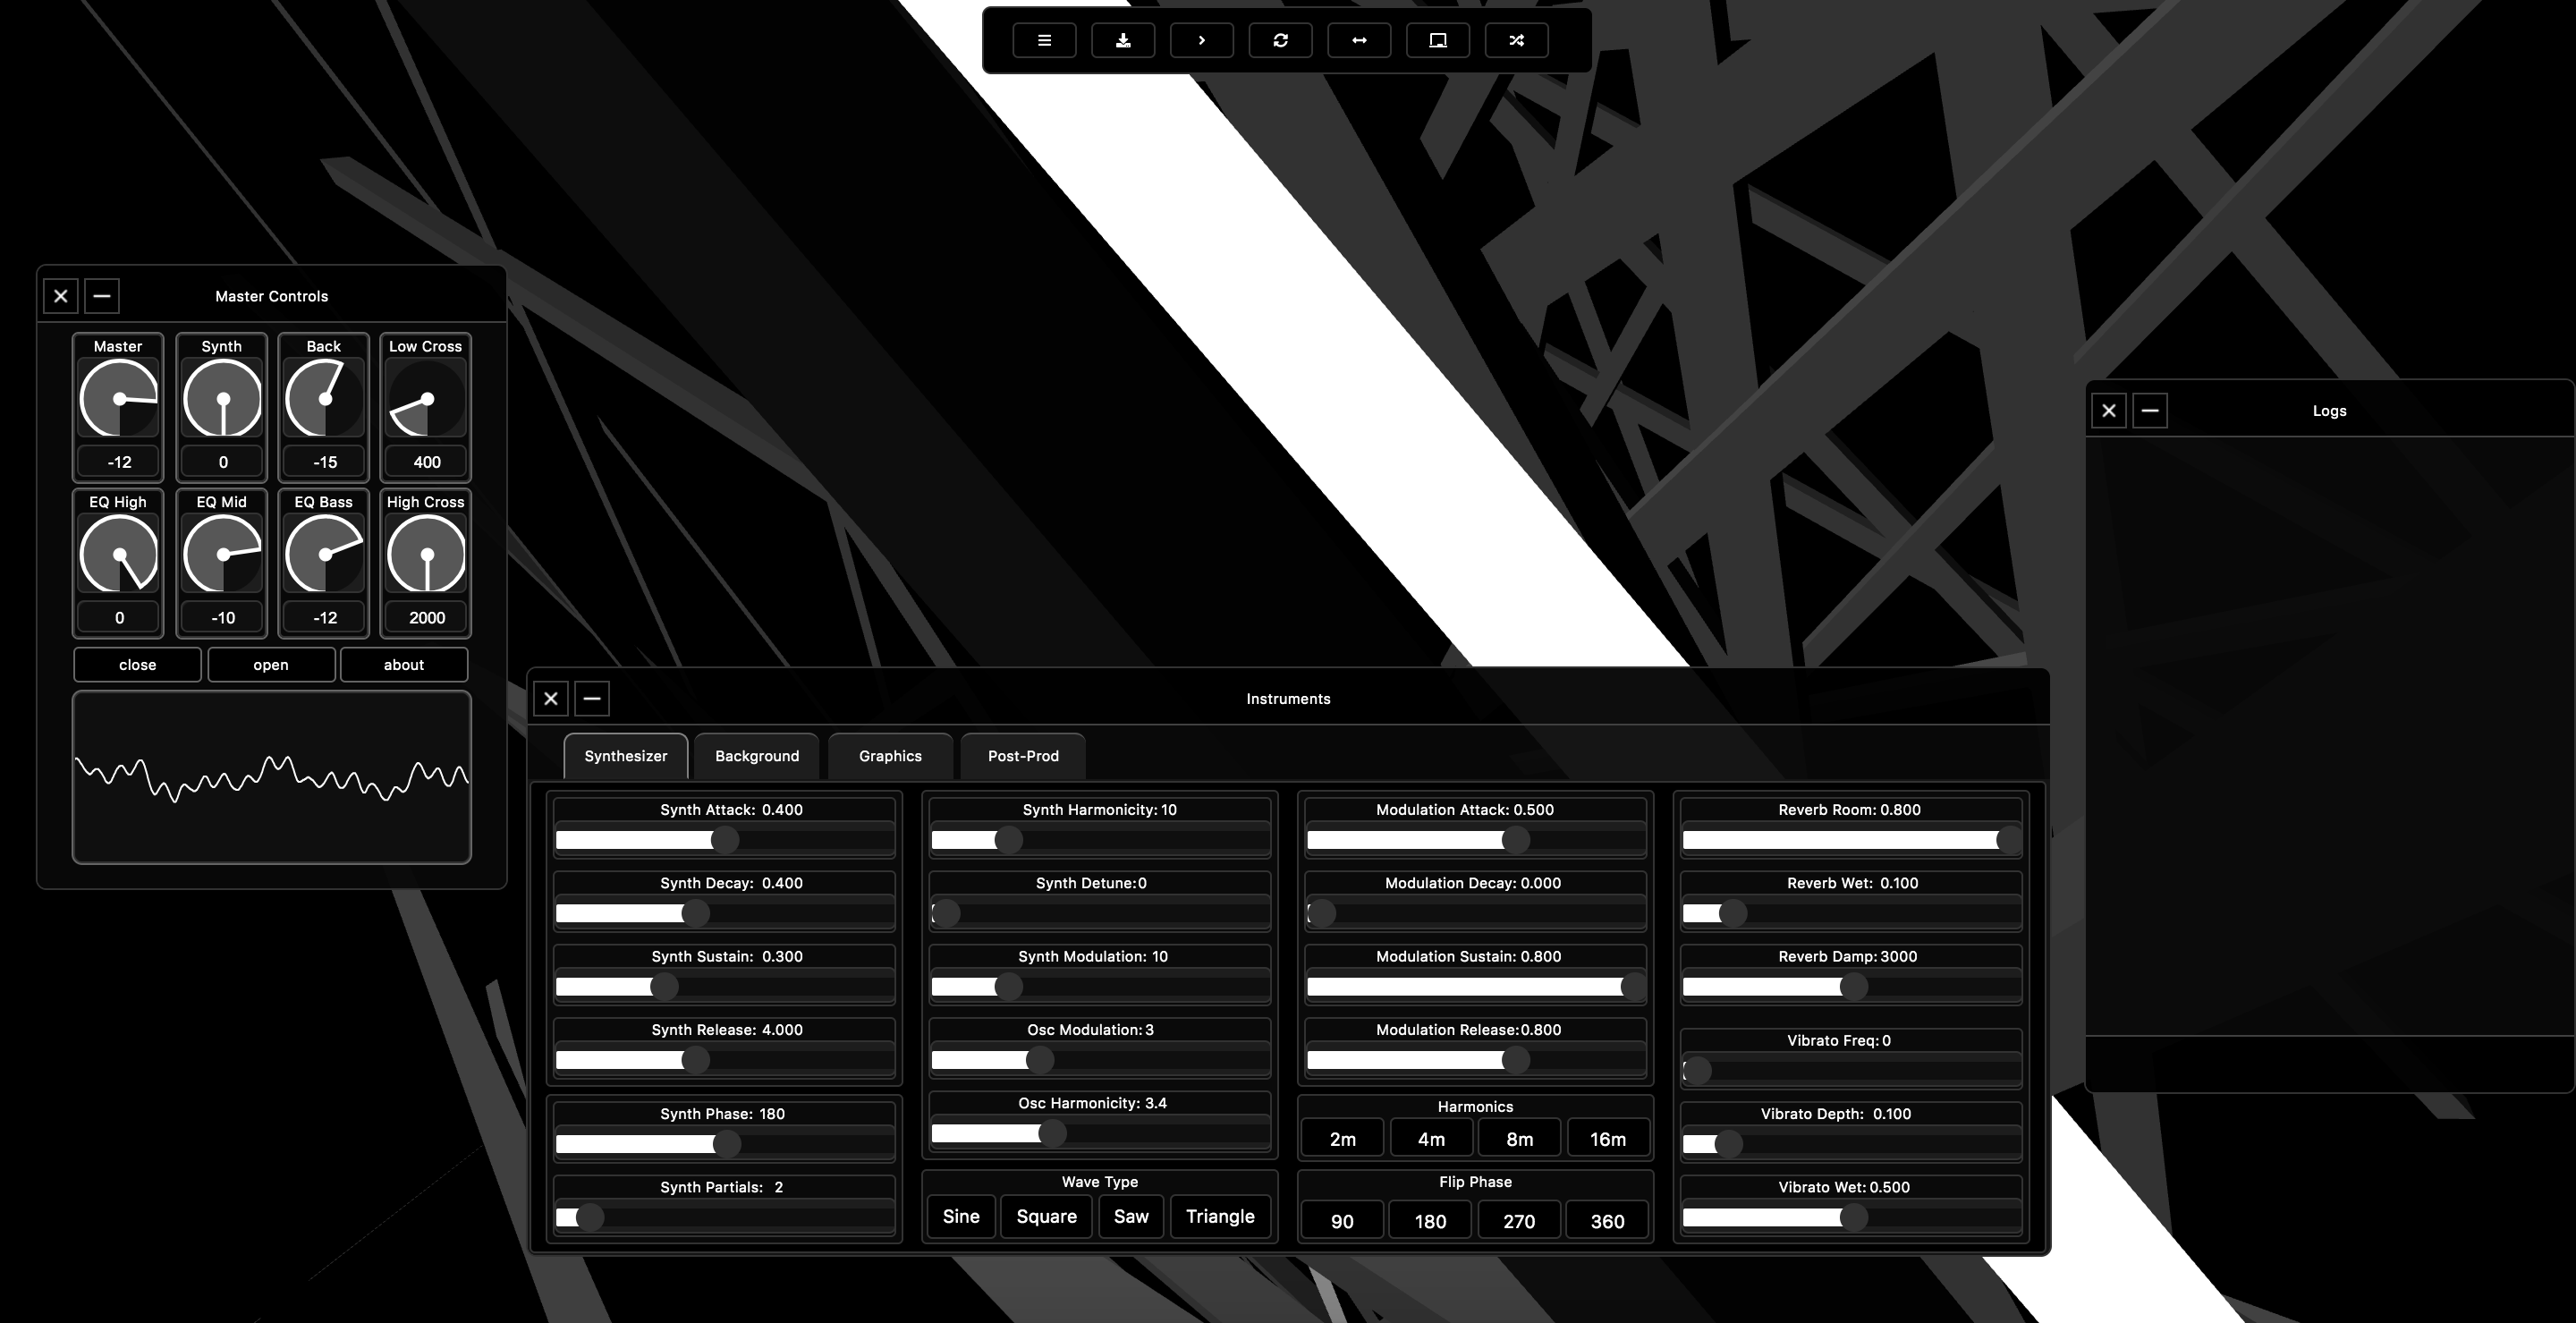 Master Controls
Master Synth Back Low Cross
-12 0 -15 400
EQ High EQ Mid EQ Bass High Cross
0 -10 -12 2000
close open about
Instruments
Synthesizer Background Graphics Post-Prod
Synth Attack: 0.400
Synth Decay: 0.400
Synth Sustain: 0.300
Synth Release: 4.000
Synth Phase: 180
Synth Partials: 2
Synth Harmonicity: 10
Synth Detune: 0
Synth Modulation: 10
Osc Modulation: 3
Osc Harmonicity: 3.4
Wave Type
Sine Square Saw Triangle
Modulation Attack: 0.500
Modulation Decay: 0.000
Modulation Sustain: 0.800
Modulation Release: 0.800
Harmonics
2m 4m 8m 16m
Flip Phase
90 180 270 360
Reverb Room: 0.800
Reverb Wet: 0.100
Reverb Damp: 3000
Vibrato Freq: 0
Vibrato Depth: 0.100
Vibrato Wet: 0.500
Logs